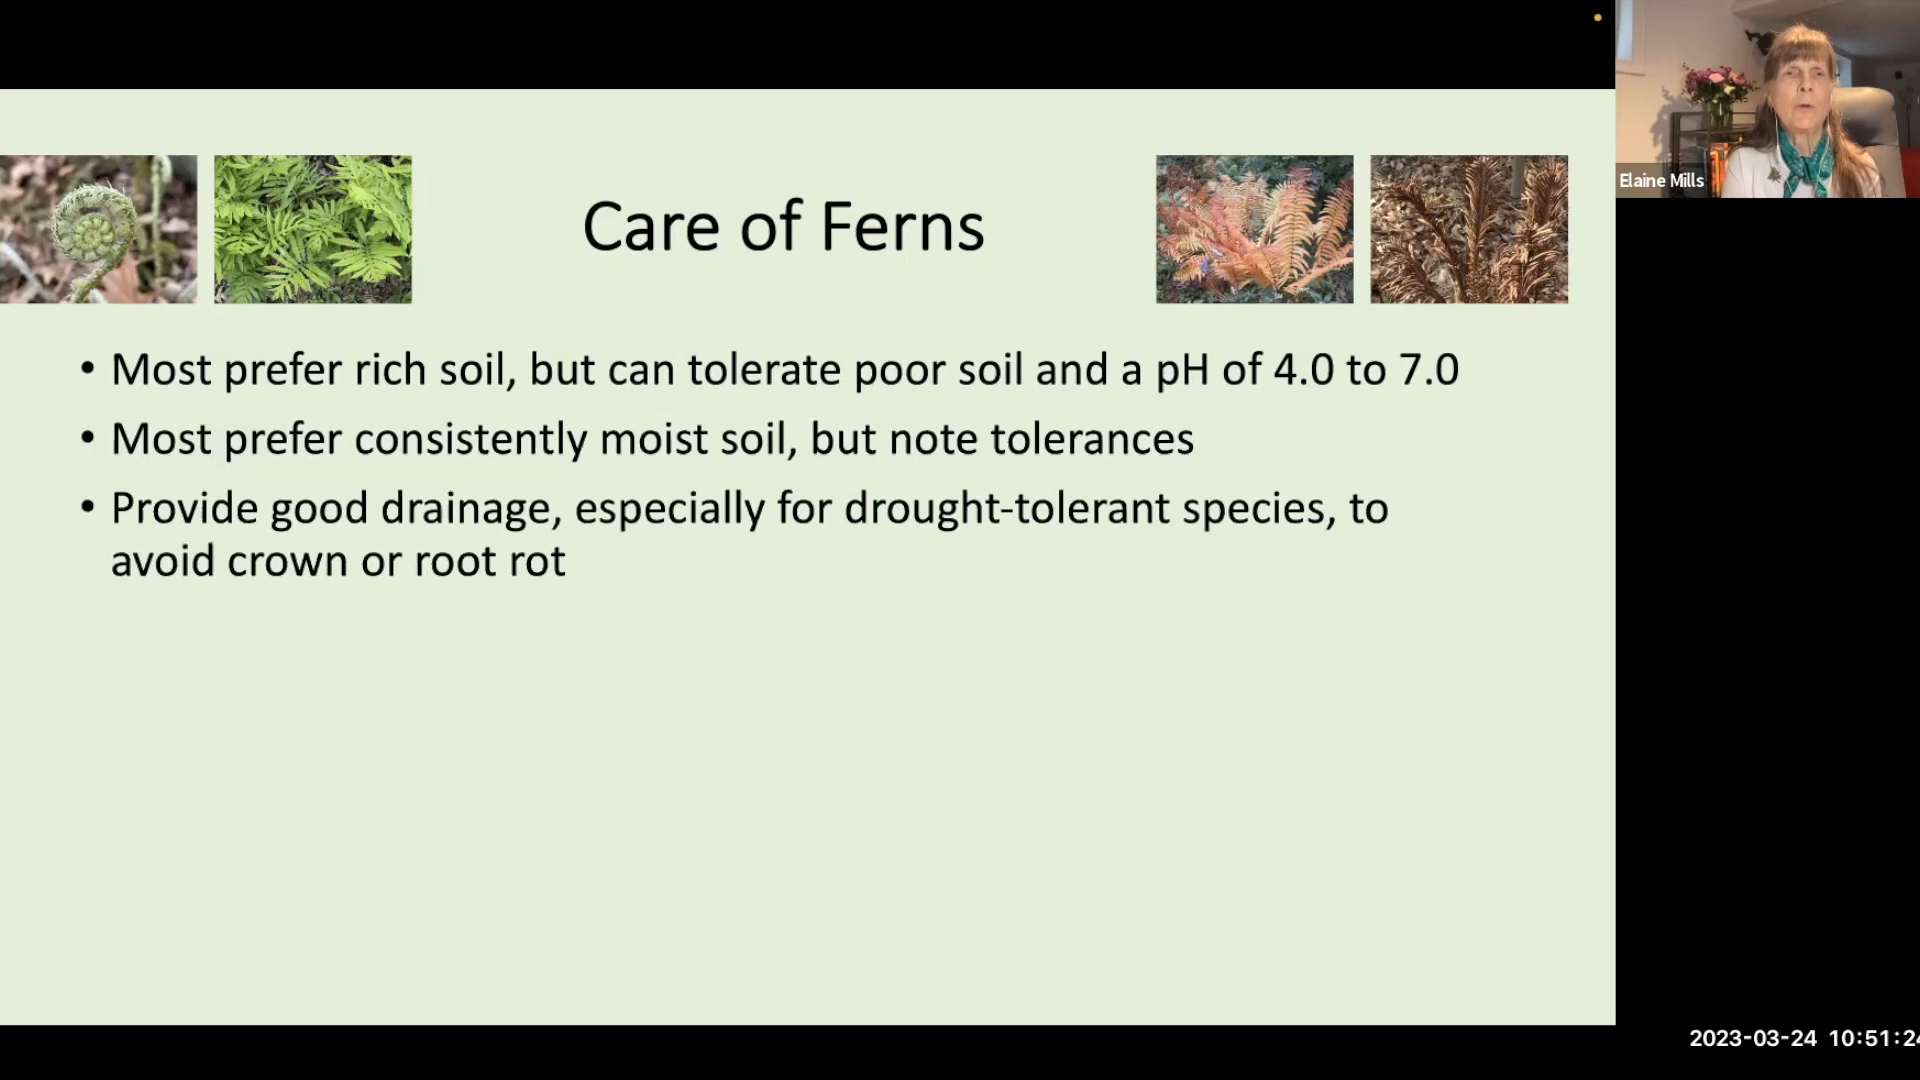 Elaine Mills
Care of Ferns
• Most prefer rich soil, but can tolerate poor soil and a pH of 4.0 to 7.0
• Most prefer consistently moist soil, but note tolerances
• Provide good drainage, especially for drought-tolerant species, to
avoid crown or root rot
2023-03-24 10:51:24